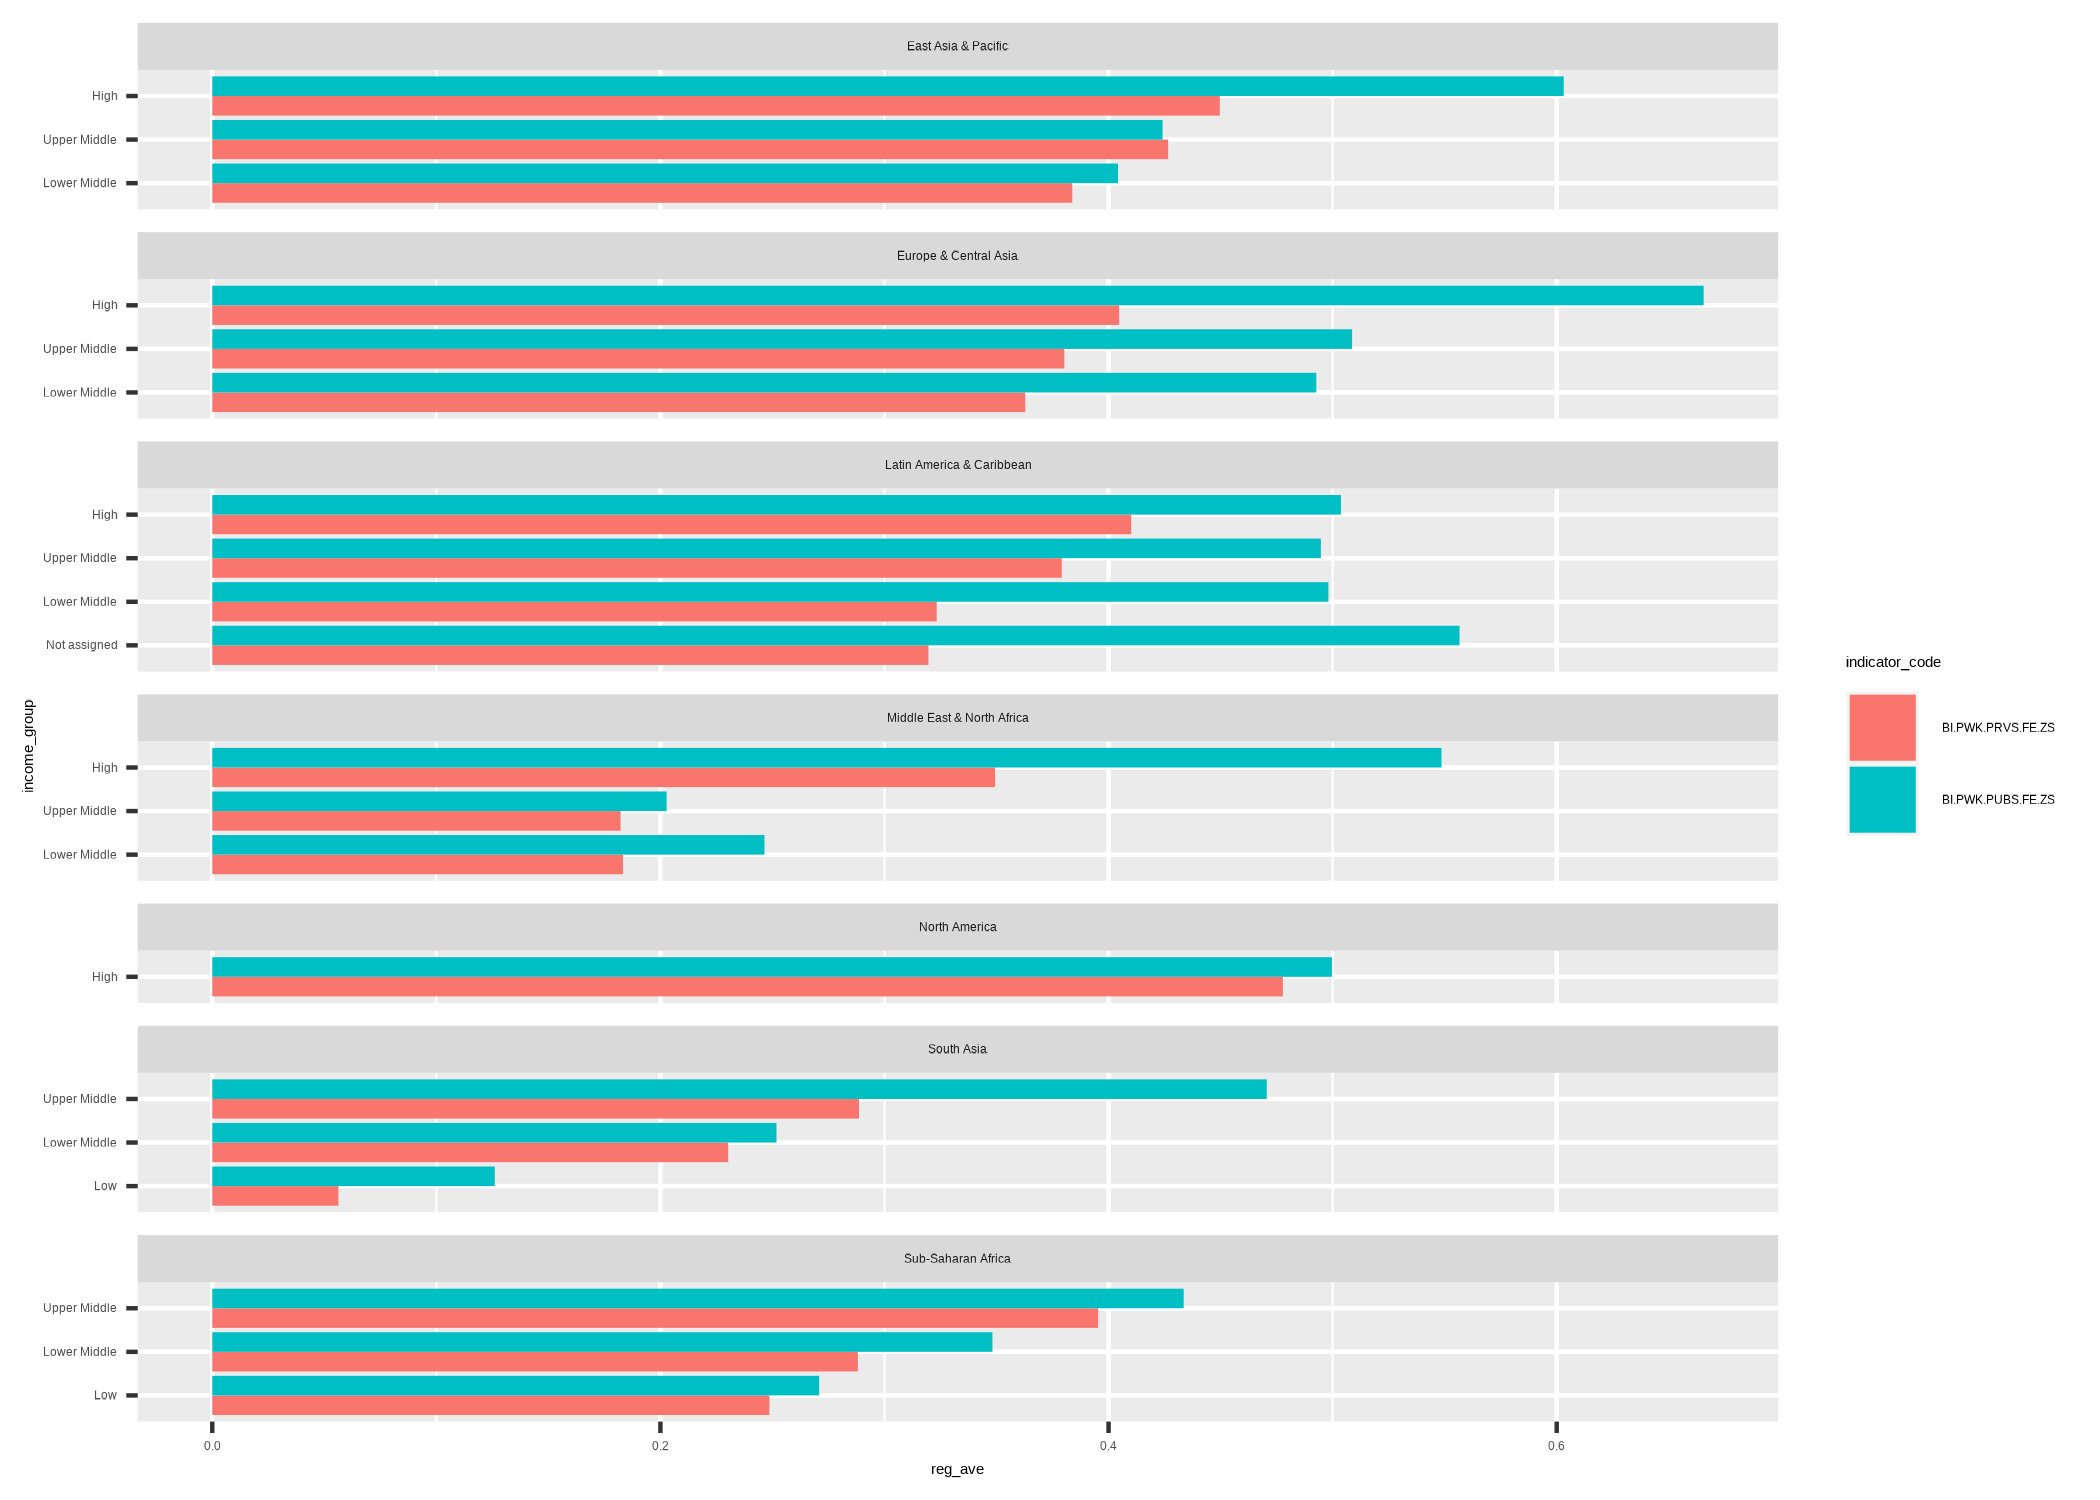 East Asia & Pacific
High
Upper Middle
Lower Middle
Europe & Central Asia
High
Upper Middle
Lower Middle
Latin America & Caribbean
High
Upper Middle
Lower Middle
Not assigned
Middle East & North Africa
High
Upper Middle
Lower Middle
North America
High
South Asia
Upper Middle
Lower Middle
Low
Sub-Saharan Africa
Upper Middle
Lower Middle
Low
0.0 0.2 0.4 0.6
reg_ave
income_group
indicator_code
BI.PWK.PRVS.FE.ZS
BI.PWK.PUBS.FE.ZS